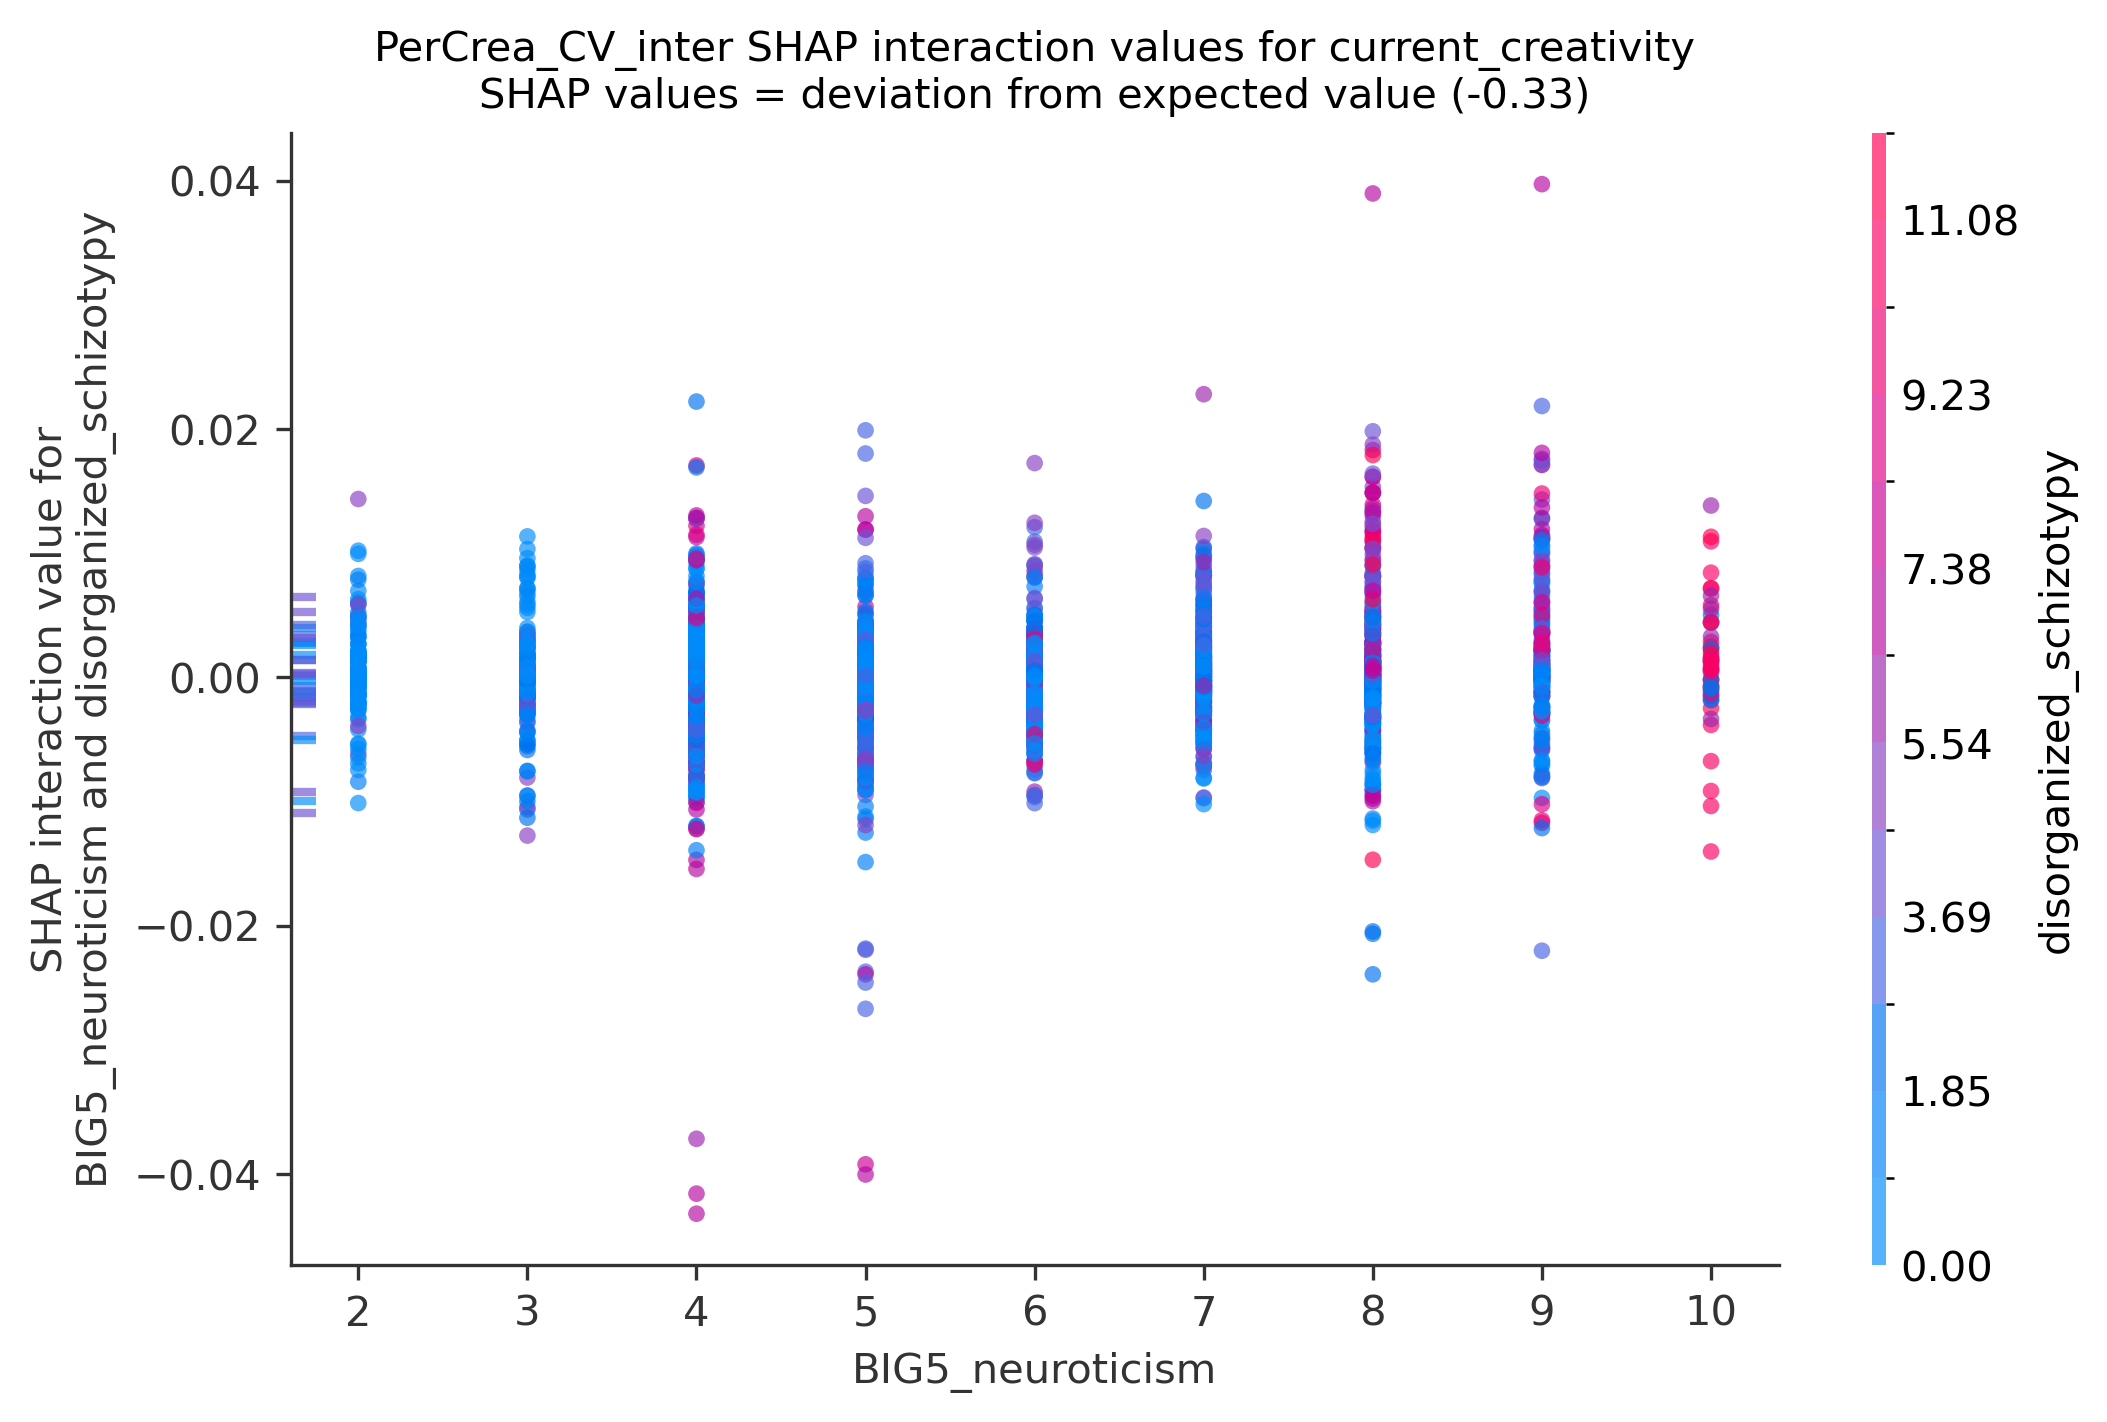 PerCrea_CV_inter SHAP interaction values for current_creativity
SHAP values = deviation from expected value (-0.33)
SHAP interaction value for
BIG5_neuroticism and disorganized_schizotypy
0.04
0.02
0.00
−0.02
−0.04
2 3 4 5 6 7 8 9 10
BIG5_neuroticism
11.08
9.23
7.38
5.54
3.69
1.85
0.00
disorganized_schizotypy